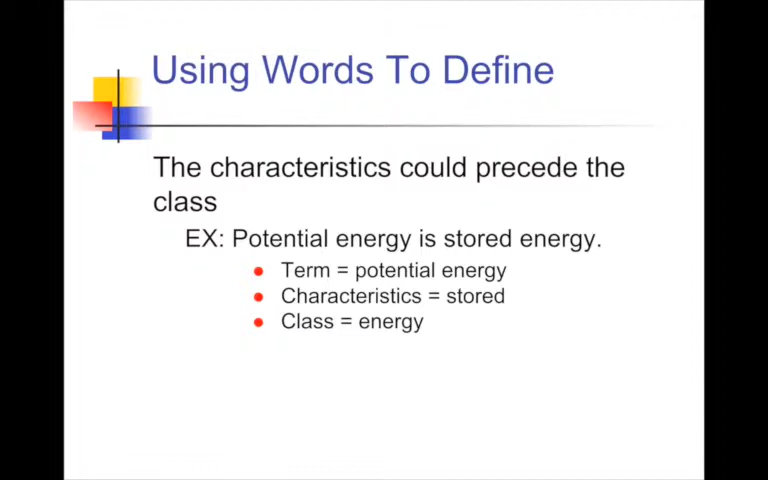 Using Words To Define
The characteristics could precede the
class
EX: Potential energy is stored energy.
Term = potential energy
Characteristics = stored
Class = energy